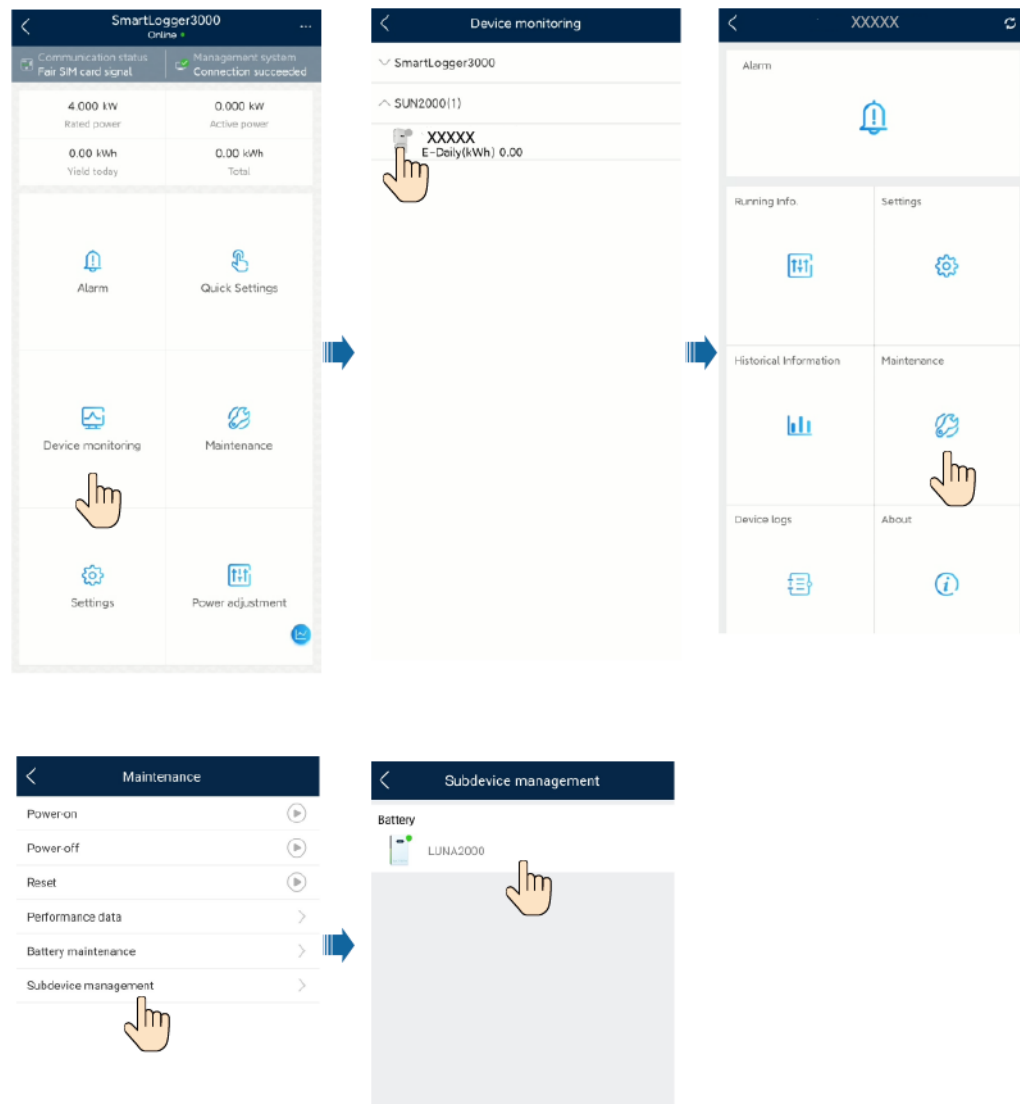 SmartLogger3000
Online
...
Communication status
Fair SIM card signal
Management system
Connection succeeded
4.000 kW
Rated power
0.000 kW
Active power
0.00 kWh
Yield today
0.00 kWh
Total
Alarm
Quick Settings
Device monitoring
Maintenance
Settings
Power adjustment
Device monitoring
SmartLogger3000
SUN2000(1)
XXXXX
E-Daily(kWh) 0.00
XXXXX
Alarm
Running Info.
Settings
Historical Information
Maintenance
Device logs
About
Maintenance
Power-on
Power-off
Reset
Performance data
Battery maintenance
Subdevice management
Subdevice management
Battery
LUNA2000